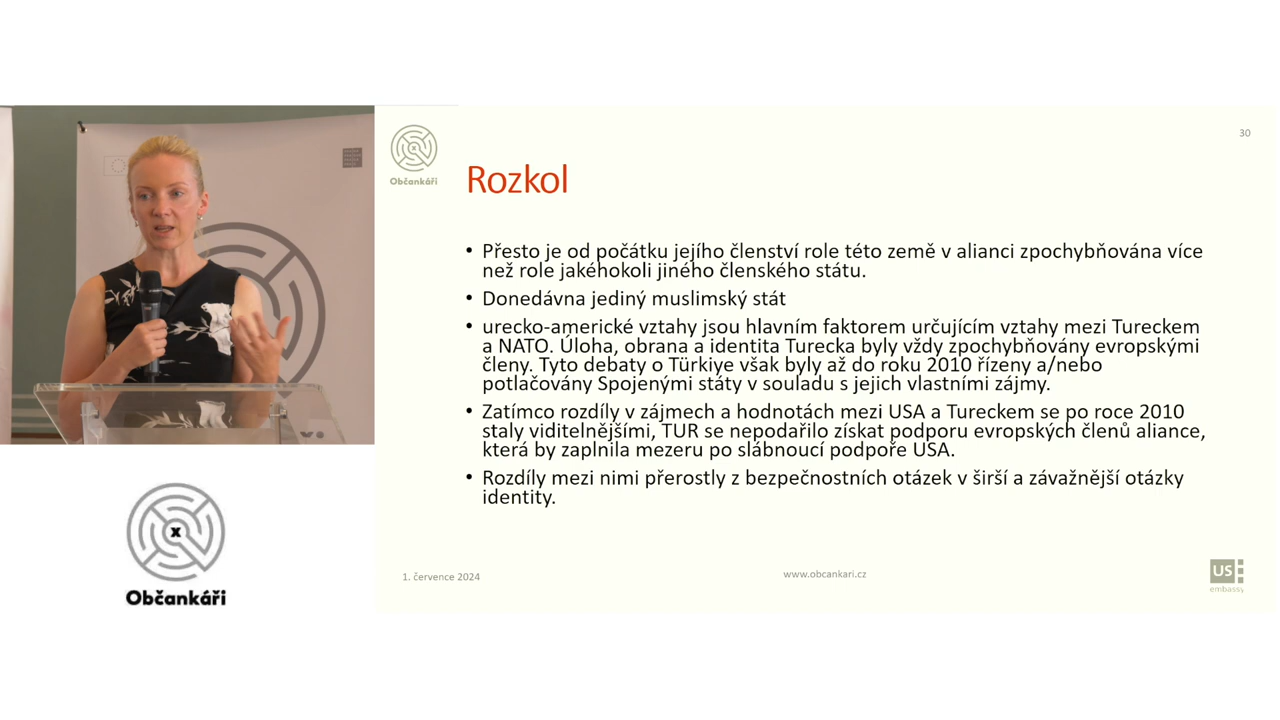 30
Občankáři
Rozkol
• Přesto je od počátku jejího členství role této země v alianci zpochybňována více
než role jakéhokoli jiného členského státu.
• Donedávna jediný muslimský stát
• urecko-americké vztahy jsou hlavním faktorem určujícím vztahy mezi Tureckem
a NATO. Úloha, obrana a identita Turecka byly vždy zpochybňovány evropskými
členy. Tyto debaty o Türkiye však byly až do roku 2010 řízeny a/nebo
potlačovány Spojenými státy v souladu s jejich vlastními zájmy.
• Zatímco rozdíly v zájmech a hodnotách mezi USA a Tureckem se po roce 2010
staly viditelnějšími, TUR se nepodařilo získat podporu evropských členů aliance,
která by zaplnila mezeru po slábnoucí podpoře USA.
• Rozdíly mezi nimi přerostly z bezpečnostních otázek v širší a závažnější otázky
identity.
1. července 2024
www.obcankari.cz
US
embassy
x
Občankáři